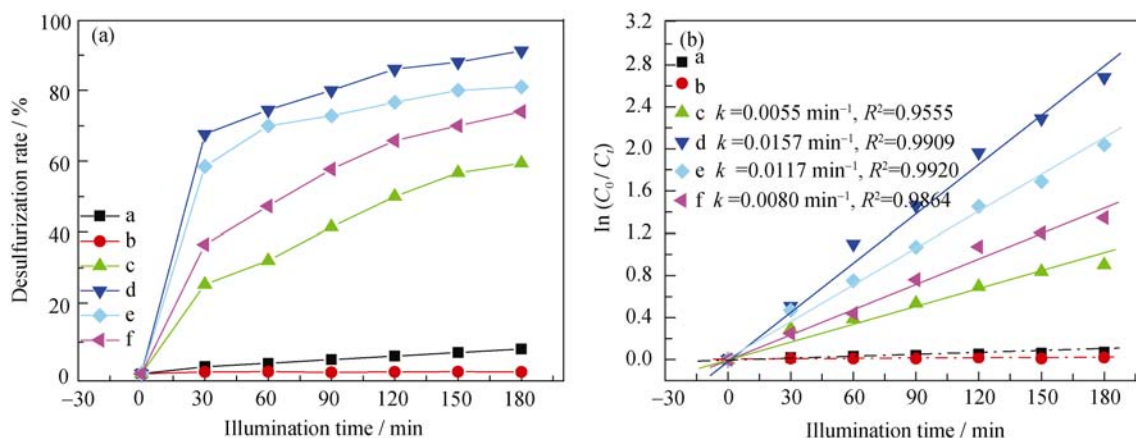 (a)
100
80
60
40
20
0
Desulfurization rate / %
a
b
c
d
e
f
−30 0 30 60 90 120 150 180
Illumination time / min
(b)
3.2
2.8
2.4
2.0
1.6
1.2
0.8
0.4
0.0
ln (C₀ / Cₜ)
a
b
c k =0.0055 min⁻¹, R²=0.9555
d k =0.0157 min⁻¹, R²=0.9909
e k =0.0117 min⁻¹, R²=0.9920
f k =0.0080 min⁻¹, R²=0.9864
−30 0 30 60 90 120 150 180
Illumination time / min